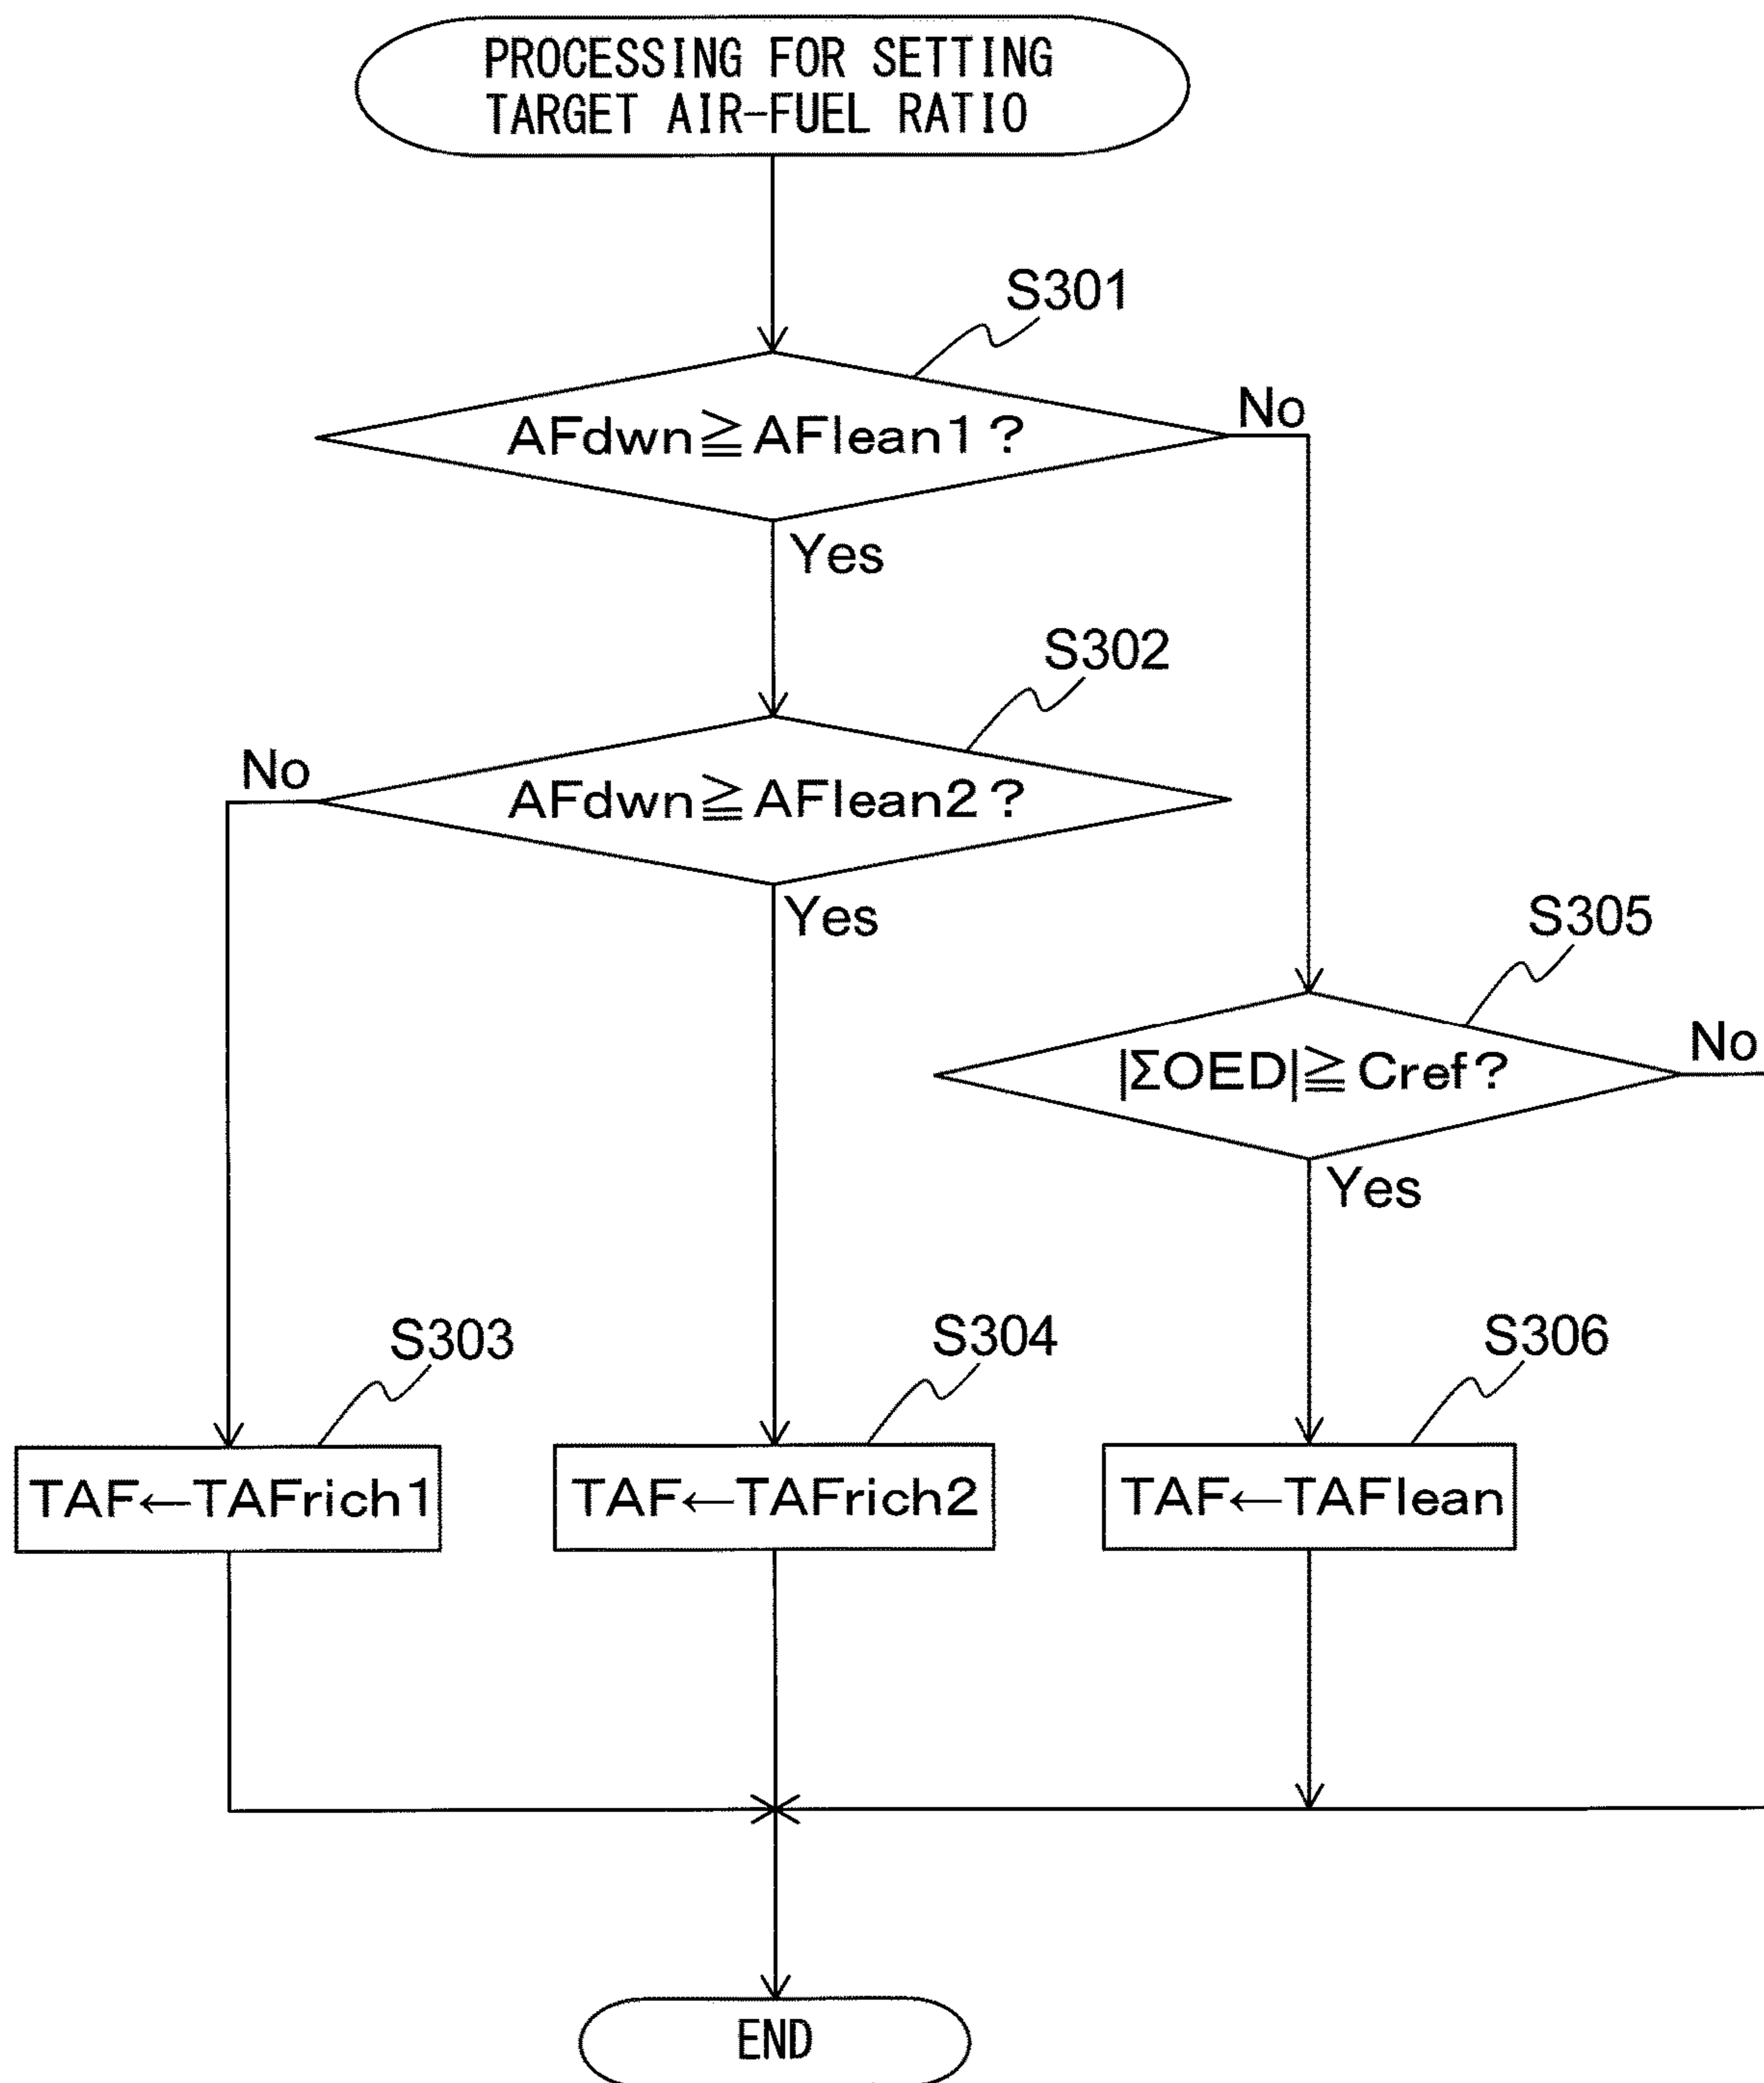 PROCESSING FOR SETTING
TARGET AIR-FUEL RATIO
S301
AFdwn≧AFlean1?
No
Yes
S302
No
AFdwn≧AFlean2?
Yes
S305
|ΣOED|≧Cref?
No
Yes
S303
S304
S306
TAF←TAFrich1
TAF←TAFrich2
TAF←TAFlean
END